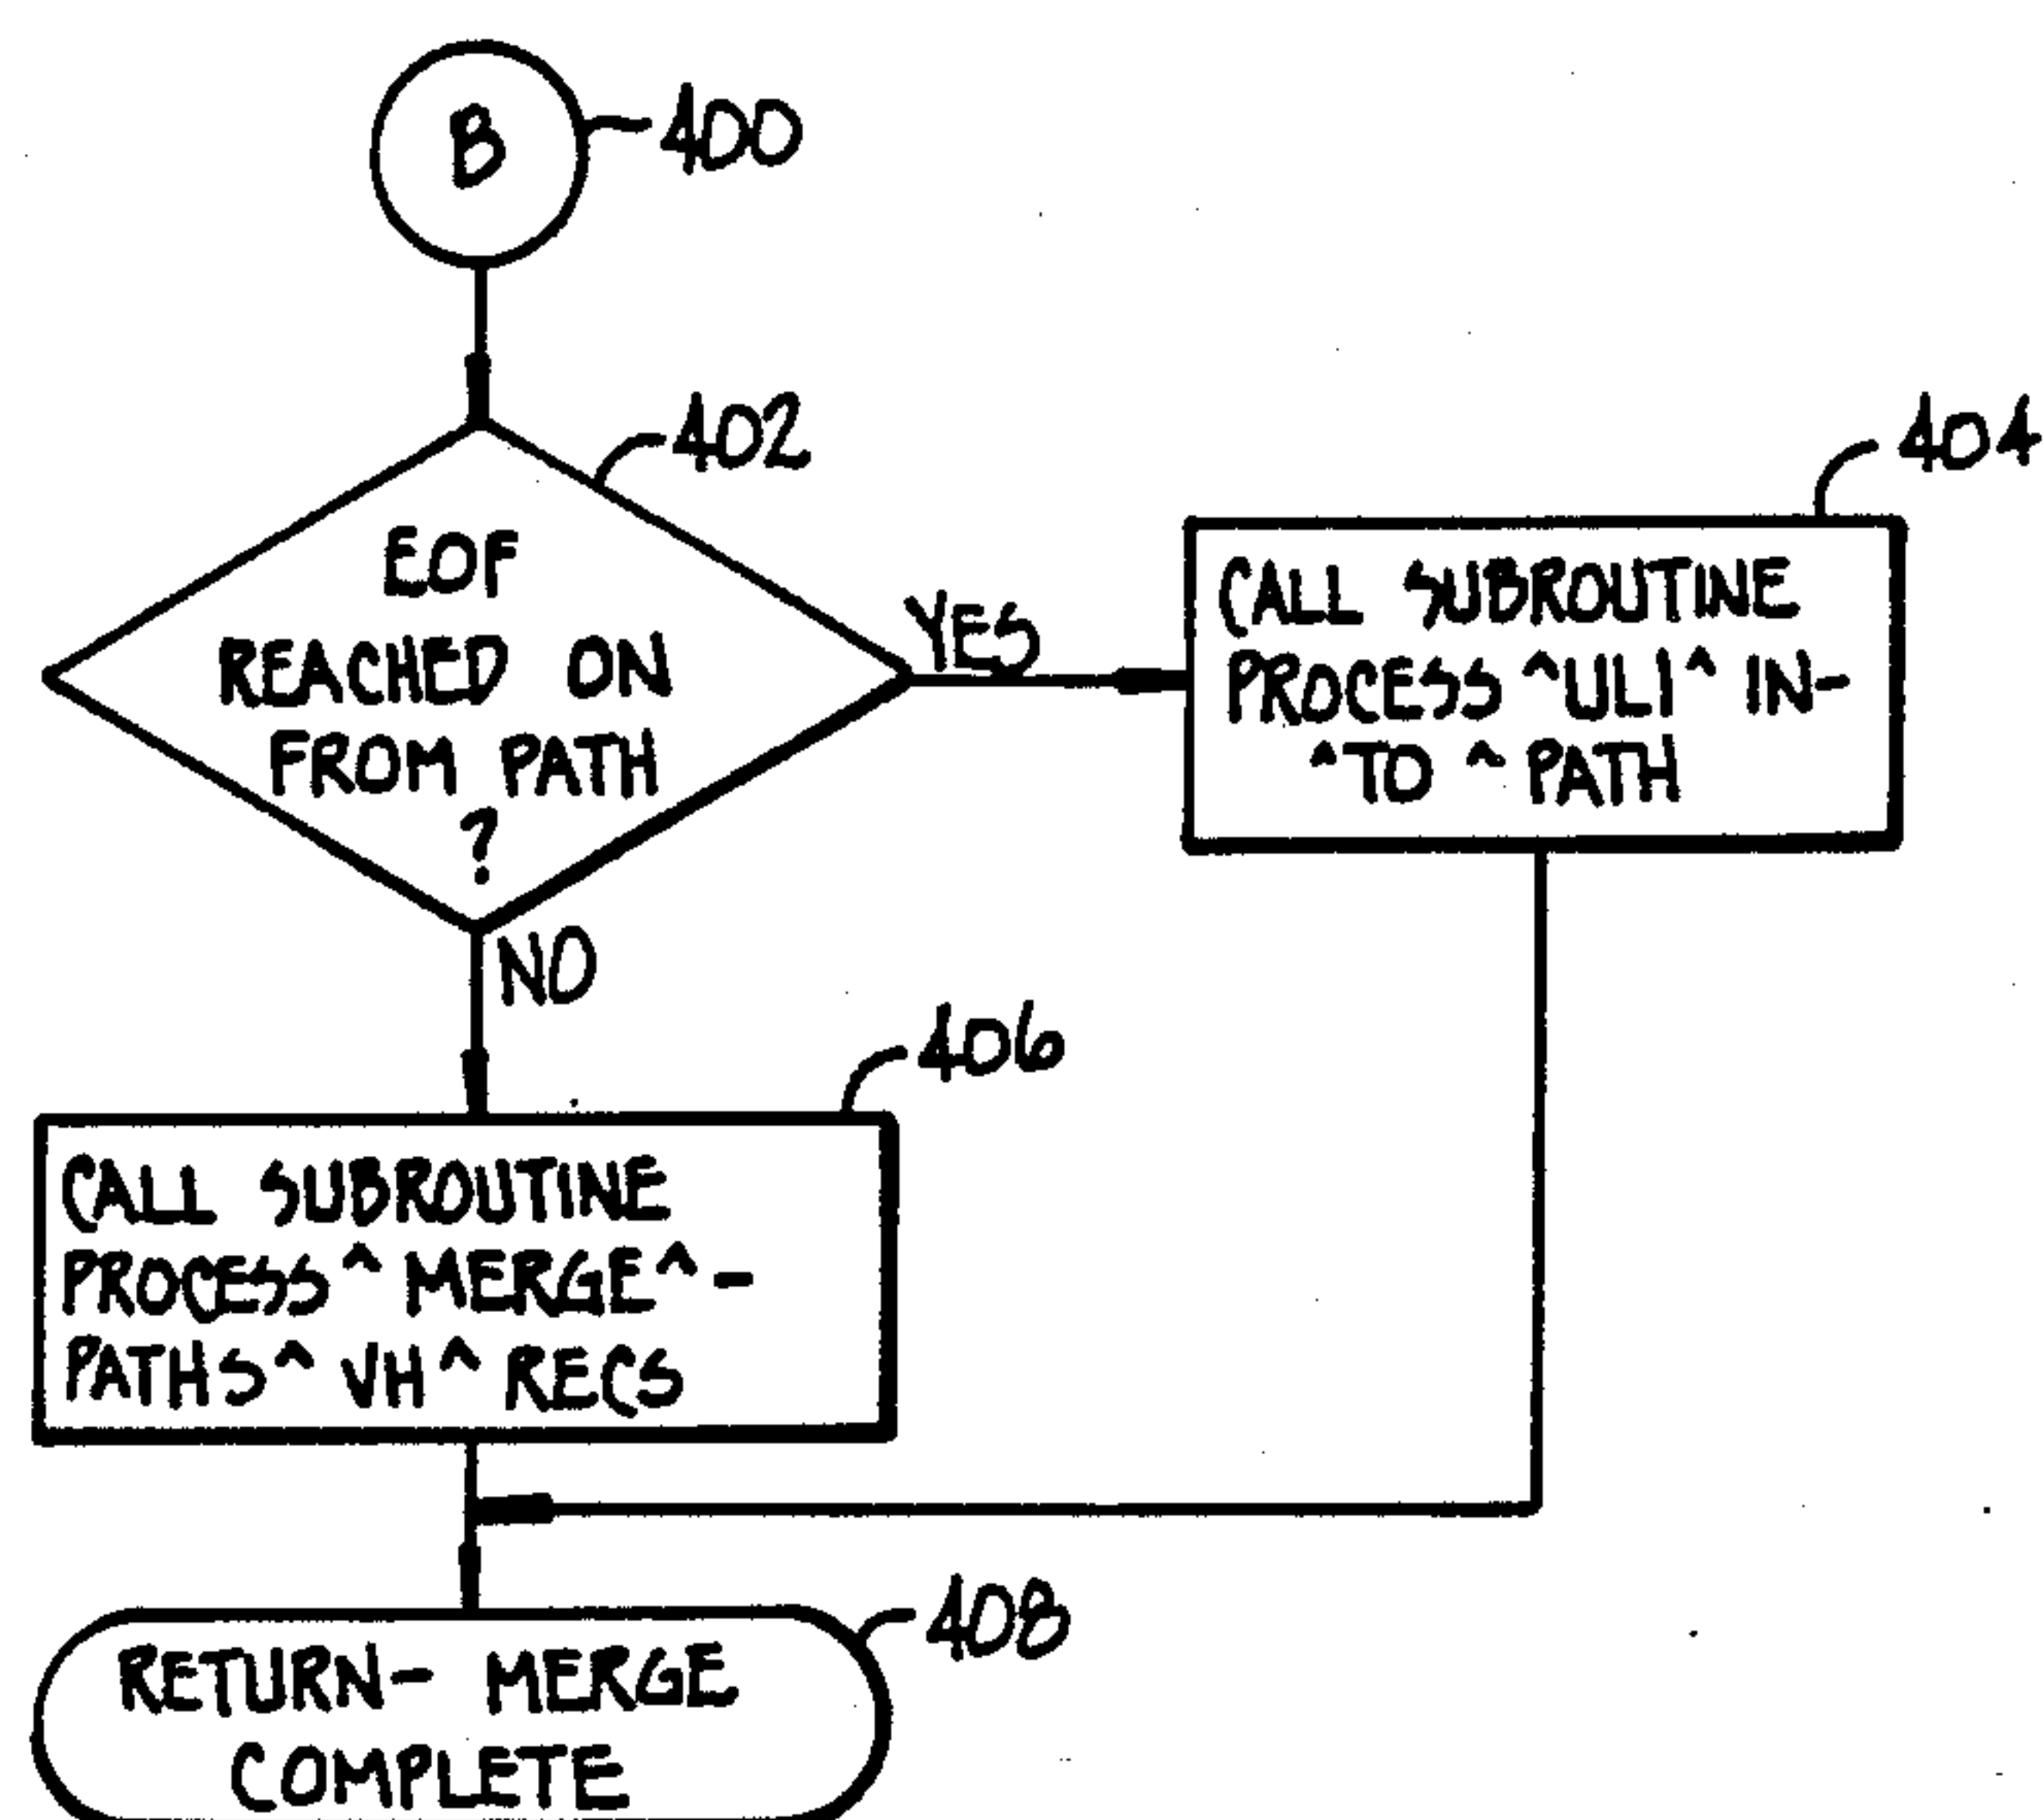 B
400
402
EOF
REACHED ON
FROM PATH
?
YES
404
CALL SUBROUTINE
PROCESS ^ULI^ IN-
^TO ^ PATH
NO
406
CALL SUBROUTINE
PROCESS^ MERGE^-
PATHS^ VH^ RECS
408
RETURN- MERGE
COMPLETE